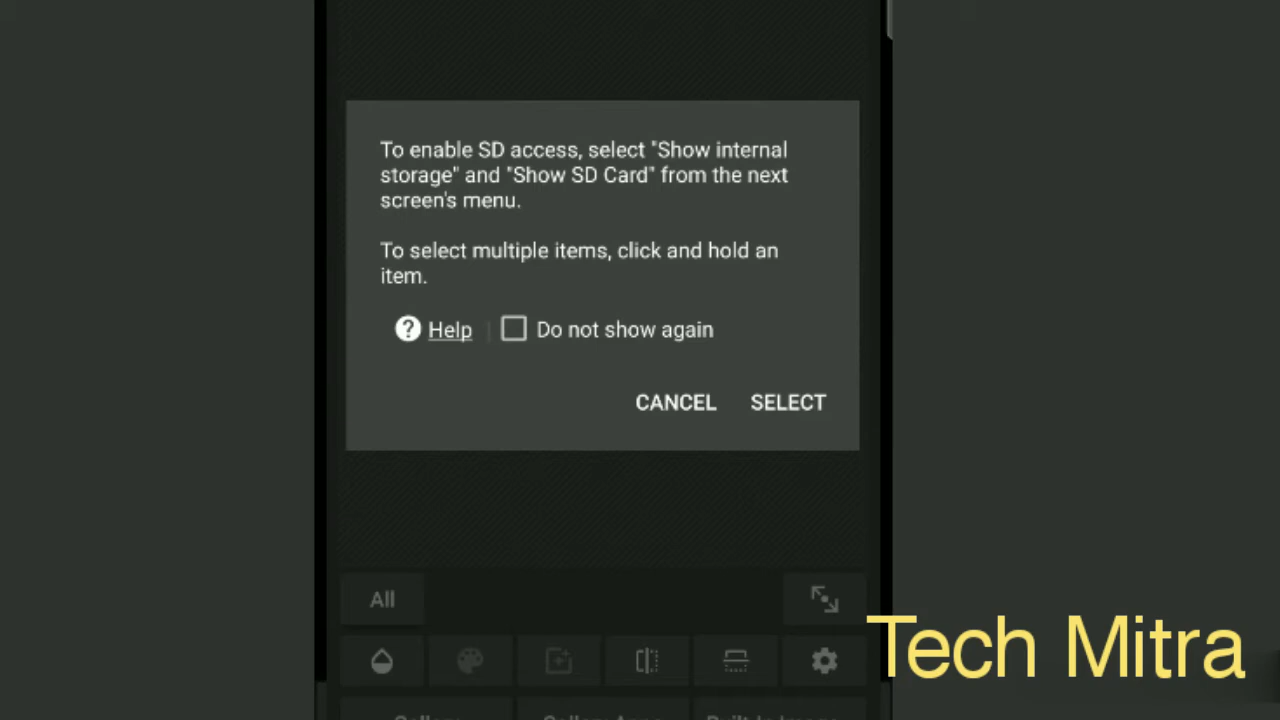 To enable SD access, select "Show internal
storage" and "Show SD Card" from the next
screen's menu.
To select multiple items, click and hold an
item.
? Help Do not show again
CANCEL SELECT
All
Tech Mitra